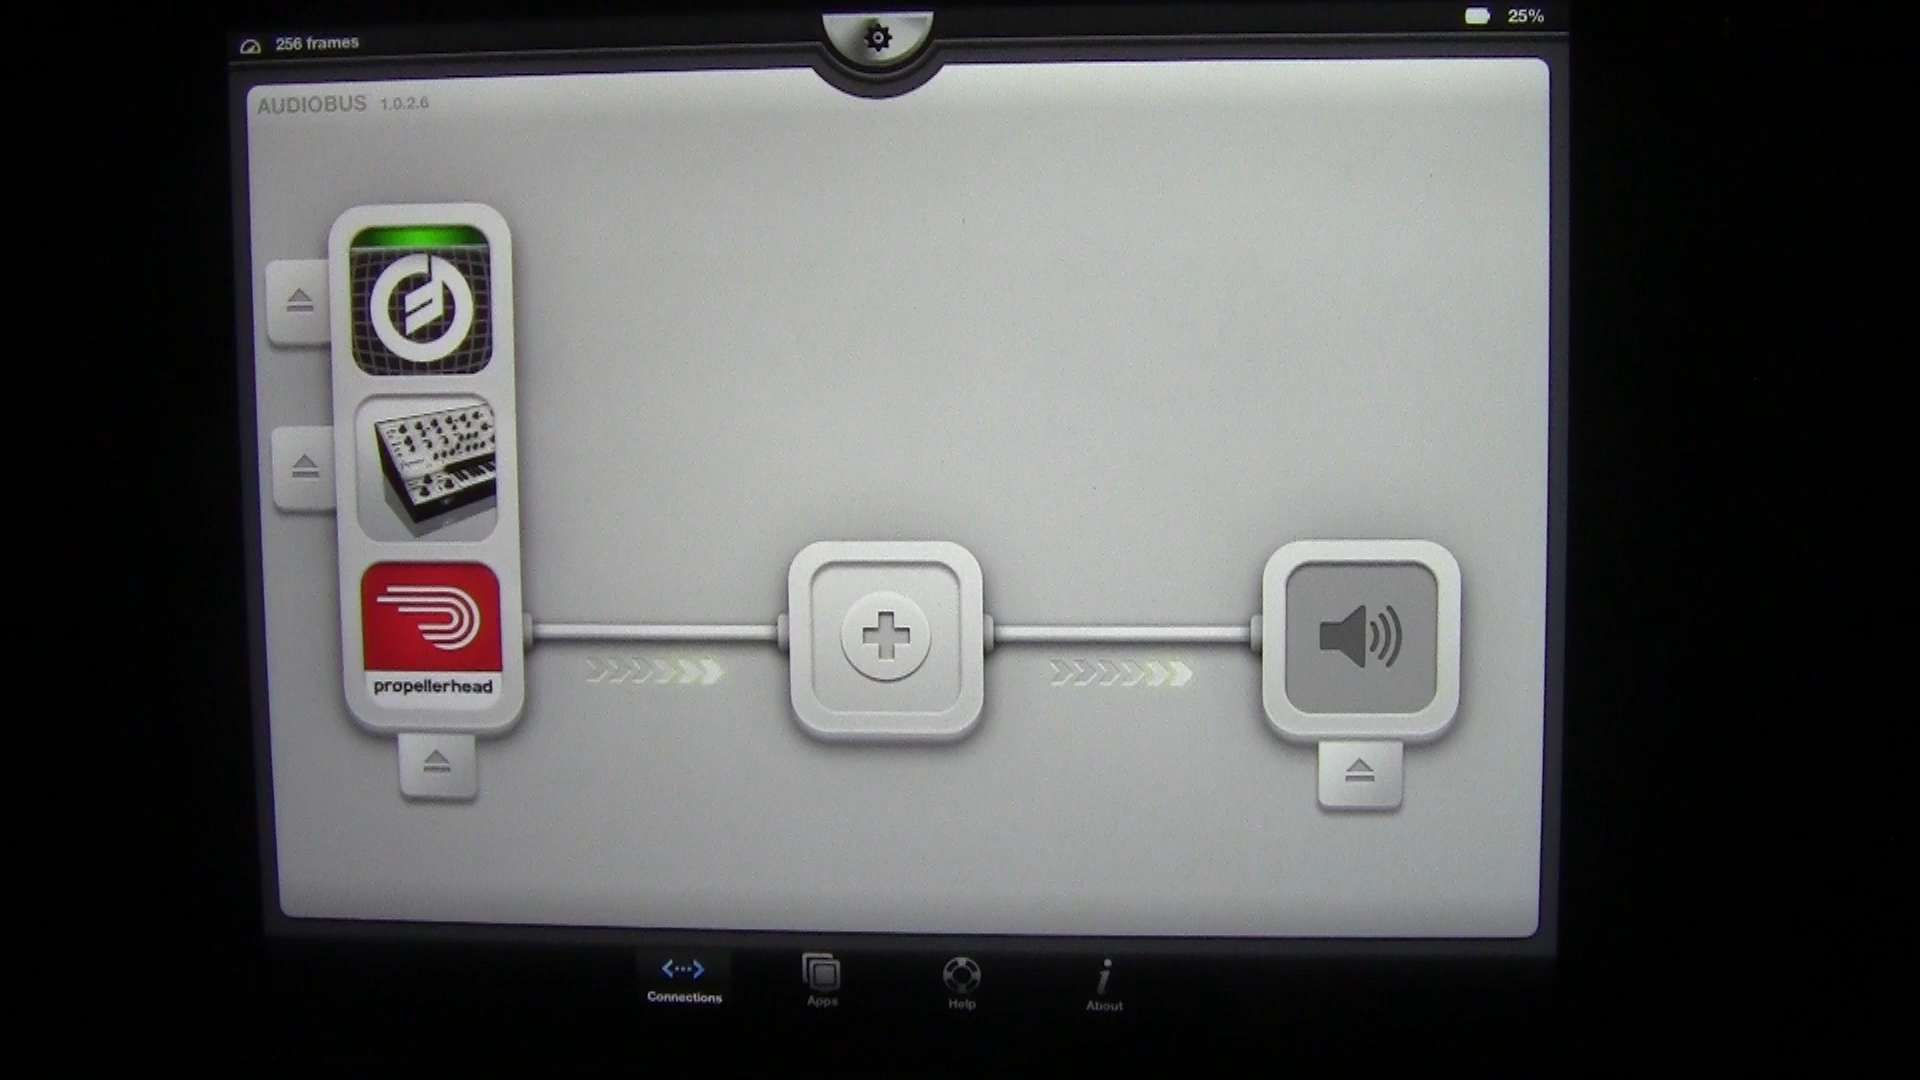 256 frames
25%
AUDIOBUS 1.0.2.6
propellerhead
Connections
Apps
Help
About